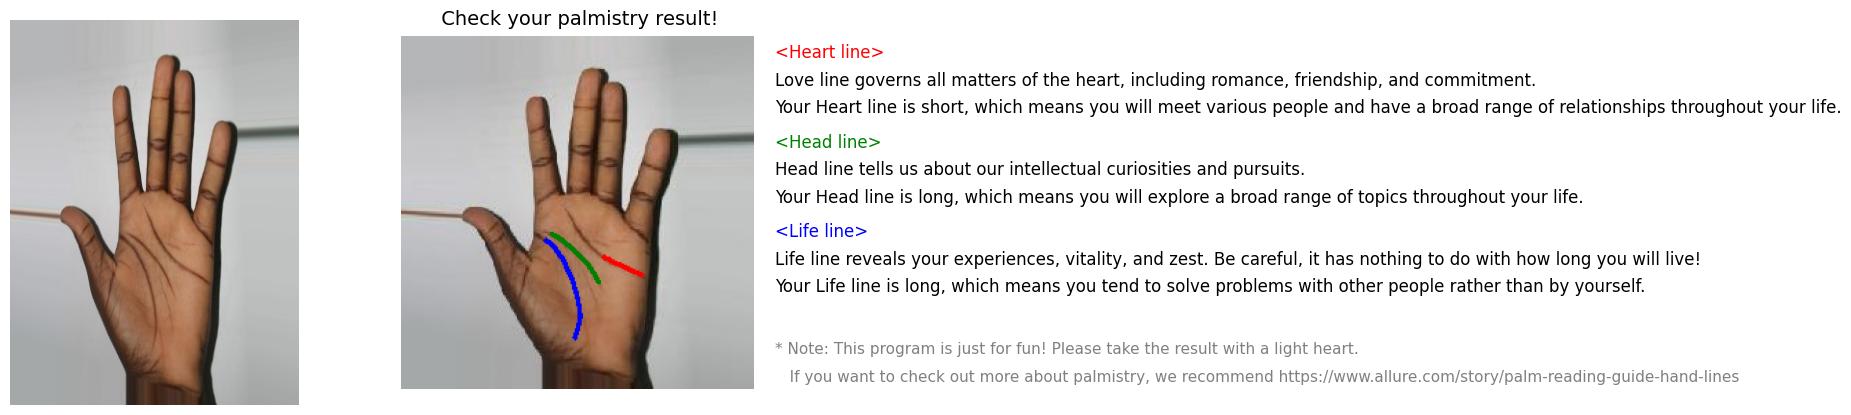 Check your palmistry result!
<Heart line>
Love line governs all matters of the heart, including romance, friendship, and commitment.
Your Heart line is short, which means you will meet various people and have a broad range of relationships throughout your life.
<Head line>
Head line tells us about our intellectual curiosities and pursuits.
Your Head line is long, which means you will explore a broad range of topics throughout your life.
<Life line>
Life line reveals your experiences, vitality, and zest. Be careful, it has nothing to do with how long you will live!
Your Life line is long, which means you tend to solve problems with other people rather than by yourself.
* Note: This program is just for fun! Please take the result with a light heart.
If you want to check out more about palmistry, we recommend https://www.allure.com/story/palm-reading-guide-hand-lines